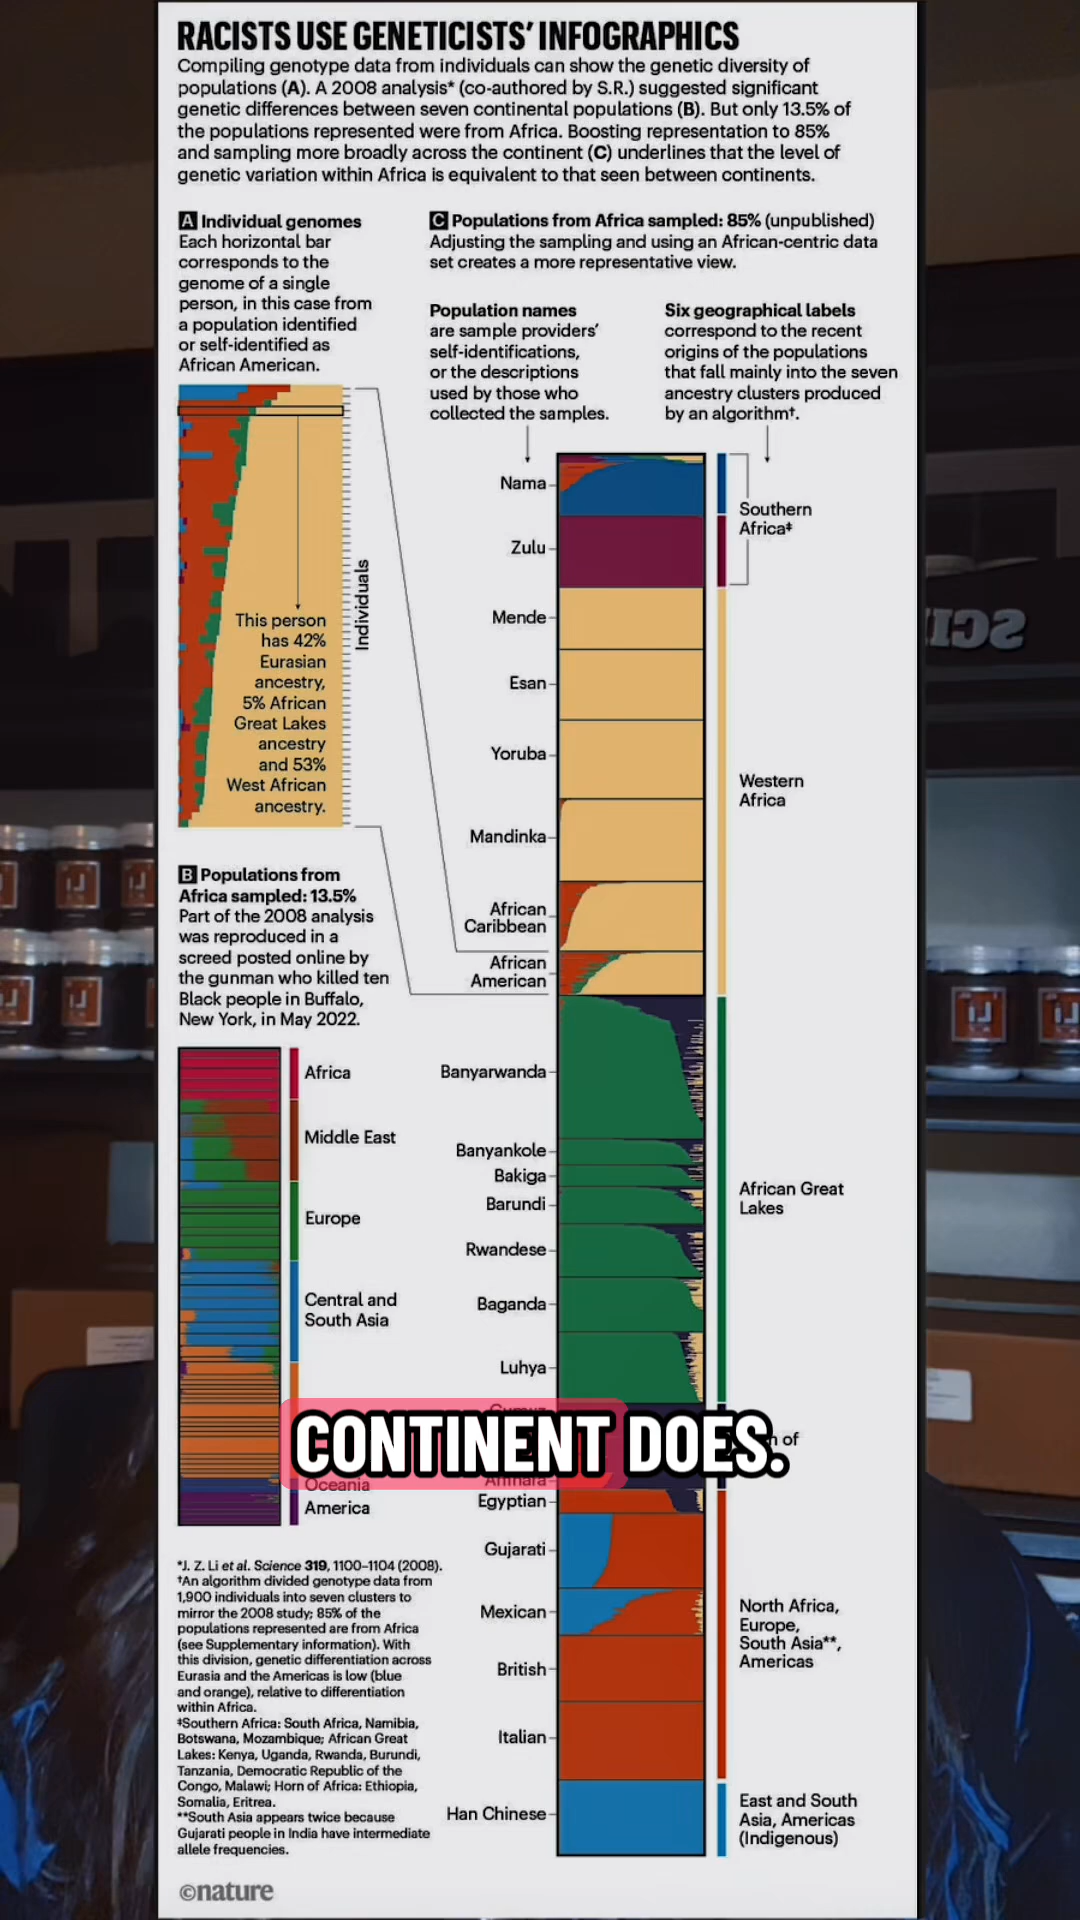 RACISTS USE GENETICISTS' INFOGRAPHICS
Compiling genotype data from individuals can show the genetic diversity of
populations (A). A 2008 analysis* (co-authored by S.R.) suggested significant
genetic differences between seven continental populations (B). But only 13.5% of
the populations represented were from Africa. Boosting representation to 85%
and sampling more broadly across the continent (C) underlines that the level of
genetic variation within Africa is equivalent to that seen between continents.
A Individual genomes
Each horizontal bar
corresponds to the
genome of a single
person, in this case from
a population identified
or self-identified as
African American.
Individuals
This person
has 42%
Eurasian
ancestry,
5% African
Great Lakes
ancestry
and 53%
West African
ancestry.
B Populations from
Africa sampled: 13.5%
Part of the 2008 analysis
was reproduced in a
screed posted online by
the gunman who killed ten
Black people in Buffalo,
New York, in May 2022.
Africa
Middle East
Europe
Central and
South Asia
Oceania
America
C Populations from Africa sampled: 85% (unpublished)
Adjusting the sampling and using an African-centric data
set creates a more representative view.
Population names
are sample providers'
self-identifications,
or the descriptions
used by those who
collected the samples.
Six geographical labels
correspond to the recent
origins of the populations
that fall mainly into the seven
ancestry clusters produced
by an algorithm†.
Nama
Zulu
Mende
Esan
Yoruba
Mandinka
African
Caribbean
African
American
Banyarwanda
Banyankole
Bakiga
Barundi
Rwandese
Baganda
Luhya
Egyptian
Gujarati
Mexican
British
Italian
Han Chinese
Southern
Africa‡
Western
Africa
African Great
Lakes
of
North Africa,
Europe,
South Asia**,
Americas
East and South
Asia, Americas
(Indigenous)
CONTINENT DOES.
*J. Z. Li et al. Science 319, 1100–1104 (2008).
†An algorithm divided genotype data from
1,900 individuals into seven clusters to
mirror the 2008 study; 85% of the
populations represented are from Africa
(see Supplementary information). With
this division, genetic differentiation across
Eurasia and the Americas is low (blue
and orange), relative to differentiation
within Africa.
‡Southern Africa: South Africa, Namibia,
Botswana, Mozambique; African Great
Lakes: Kenya, Uganda, Rwanda, Burundi,
Tanzania, Democratic Republic of the
Congo, Malawi; Horn of Africa: Ethiopia,
Somalia, Eritrea.
**South Asia appears twice because
Gujarati people in India have intermediate
allele frequencies.
©nature
SCI